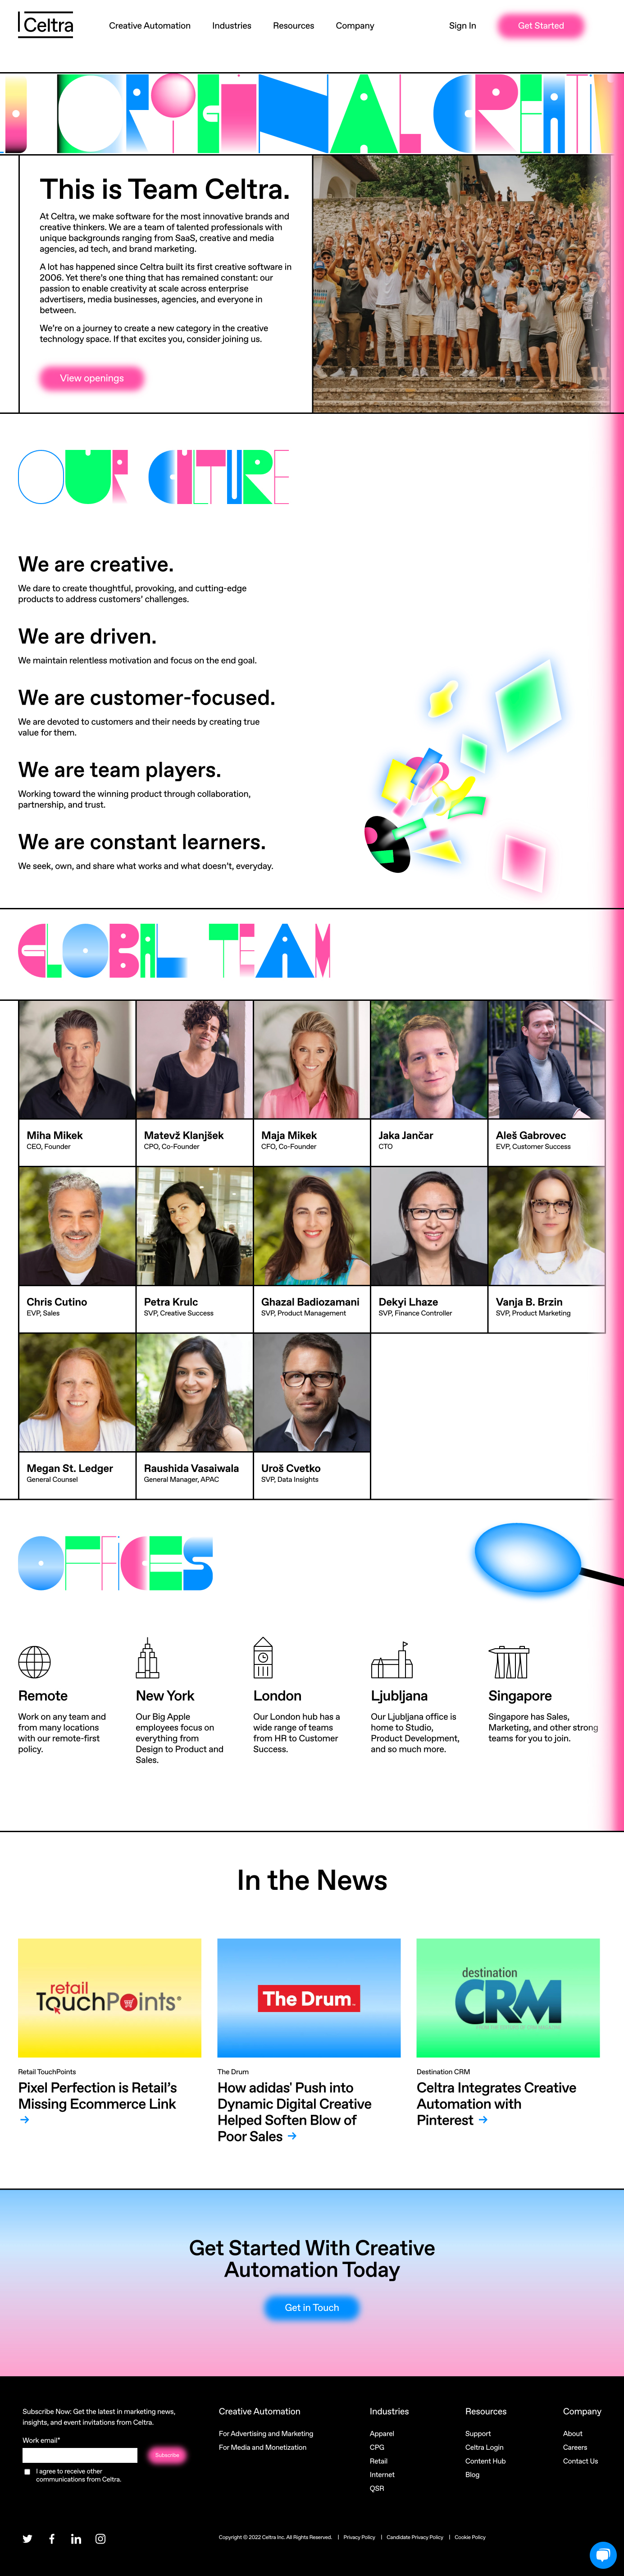 Celtra
Creative Automation
Industries
Resources
Company
Sign In
Get Started
ORIGINAL CREATI
This is Team Celtra.
At Celtra, we make software for the most innovative brands and
creative thinkers. We are a team of talented professionals with
unique backgrounds ranging from SaaS, creative and media
agencies, ad tech, and brand marketing.
A lot has happened since Celtra built its first creative software in
2006. Yet there's one thing that has remained constant: our
passion to enable creativity at scale across enterprise
advertisers, media businesses, agencies, and everyone in
between.
We're on a journey to create a new category in the creative
technology space. If that excites you, consider joining us.
View openings
OUR CULTURE
We are creative.
We dare to create thoughtful, provoking, and cutting-edge
products to address customers' challenges.
We are driven.
We maintain relentless motivation and focus on the end goal.
We are customer-focused.
We are devoted to customers and their needs by creating true
value for them.
We are team players.
Working toward the winning product through collaboration,
partnership, and trust.
We are constant learners.
We seek, own, and share what works and what doesn't, everyday.
GLOBAL TEAM
Miha Mikek
CEO, Founder
Matevž Klanjšek
CPO, Co-Founder
Maja Mikek
CFO, Co-Founder
Jaka Jančar
CTO
Aleš Gabrovec
EVP, Customer Success
Chris Cutino
EVP, Sales
Petra Krulc
SVP, Creative Success
Ghazal Badiozamani
SVP, Product Management
Dekyi Lhaze
SVP, Finance Controller
Vanja B. Brzin
SVP, Product Marketing
Megan St. Ledger
General Counsel
Raushida Vasaiwala
General Manager, APAC
Uroš Cvetko
SVP, Data Insights
OFFICES
Remote
Work on any team and
from many locations
with our remote-first
policy.
New York
Our Big Apple
employees focus on
everything from
Design to Product and
Sales.
London
Our London hub has a
wide range of teams
from HR to Customer
Success.
Ljubljana
Our Ljubljana office is
home to Studio,
Product Development,
and so much more.
Singapore
Singapore has Sales,
Marketing, and other strong
teams for you to join.
In the News
retail
TouchPoints®
The Drum
destination
CRM
Retail TouchPoints
Pixel Perfection is Retail's
Missing Ecommerce Link
→
The Drum
How adidas' Push into
Dynamic Digital Creative
Helped Soften Blow of
Poor Sales →
Destination CRM
Celtra Integrates Creative
Automation with
Pinterest →
Get Started With Creative
Automation Today
Get in Touch
Subscribe Now: Get the latest in marketing news,
insights, and event invitations from Celtra.
Work email*
Subscribe
I agree to receive other
communications from Celtra.
Creative Automation
For Advertising and Marketing
For Media and Monetization
Industries
Apparel
CPG
Retail
Internet
QSR
Resources
Support
Celtra Login
Content Hub
Blog
Company
About
Careers
Contact Us
Copyright © 2022 Celtra Inc. All Rights Reserved. | Privacy Policy | Candidate Privacy Policy | Cookie Policy